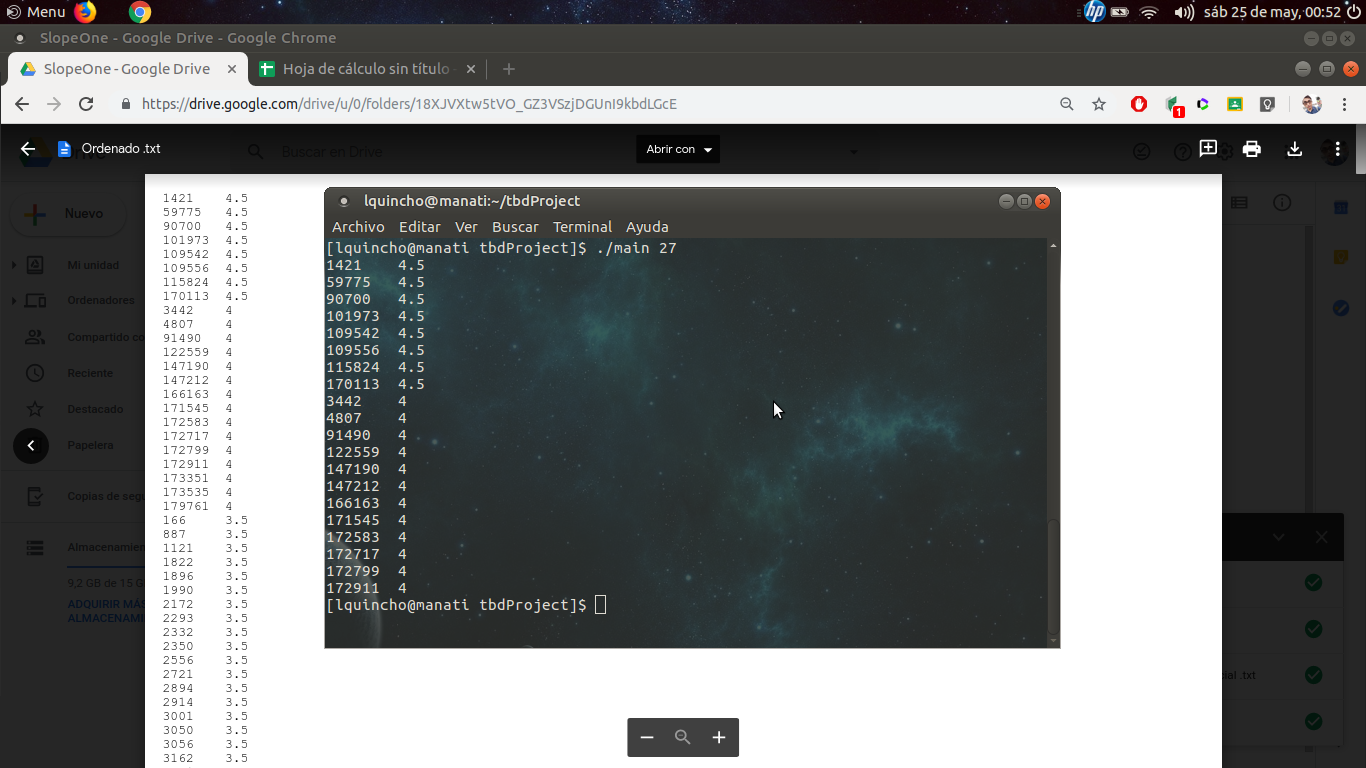 Menu
sáb 25 de may, 00:52
SlopeOne - Google Drive - Google Chrome
SlopeOne - Google Drive
Hoja de cálculo sin título
https://drive.google.com/drive/u/0/folders/18XJVXtw5tVO_GZ3VSzjDGUnI9kbdLGcE
1
Ordenado .txt
Buscar en Drive
Abrir con
Nuevo
Mi unidad
Ordenadores
Compartido co
Reciente
Destacado
Papelera
Copias de segu
Almacenamien
9,2 GB de 15 G
ADQUIRIR MÁS
ALMACENAMI
1421 4.5
59775 4.5
90700 4.5
101973 4.5
109542 4.5
109556 4.5
115824 4.5
170113 4.5
3442 4
4807 4
91490 4
122559 4
147190 4
147212 4
166163 4
171545 4
172583 4
172717 4
172799 4
172911 4
173351 4
173535 4
179761 4
166 3.5
887 3.5
1121 3.5
1822 3.5
1896 3.5
1990 3.5
2172 3.5
2293 3.5
2332 3.5
2350 3.5
2556 3.5
2721 3.5
2894 3.5
2914 3.5
3001 3.5
3050 3.5
3056 3.5
3162 3.5
lquincho@manati:~/tbdProject
Archivo Editar Ver Buscar Terminal Ayuda
[lquincho@manati tbdProject]$ ./main 27
1421 4.5
59775 4.5
90700 4.5
101973 4.5
109542 4.5
109556 4.5
115824 4.5
170113 4.5
3442 4
4807 4
91490 4
122559 4
147190 4
147212 4
166163 4
171545 4
172583 4
172717 4
172799 4
172911 4
[lquincho@manati tbdProject]$
cial .txt